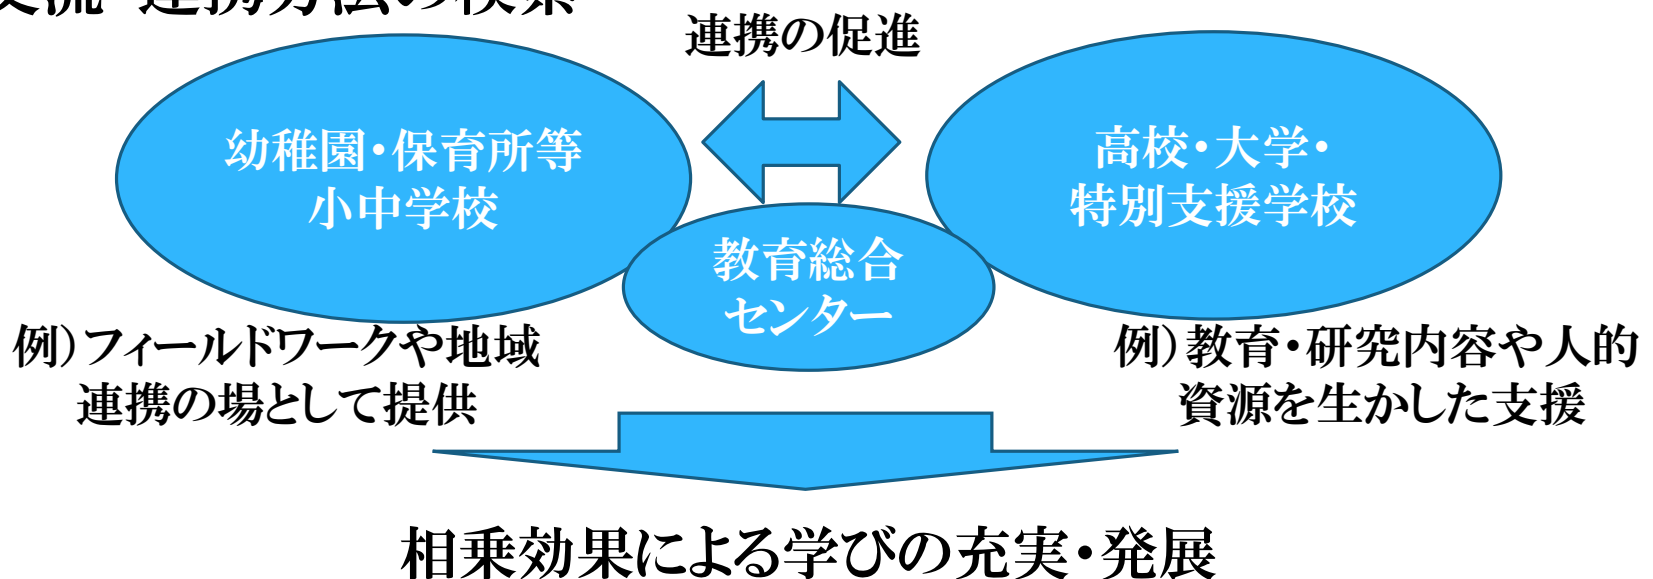 連携の促進
幼稚園・保育所等
小中学校
高校・大学・
特別支援学校
教育総合
センター
例）フィールドワークや地域
連携の場として提供
例）教育・研究内容や人的
資源を生かした支援
相乗効果による学びの充実・発展